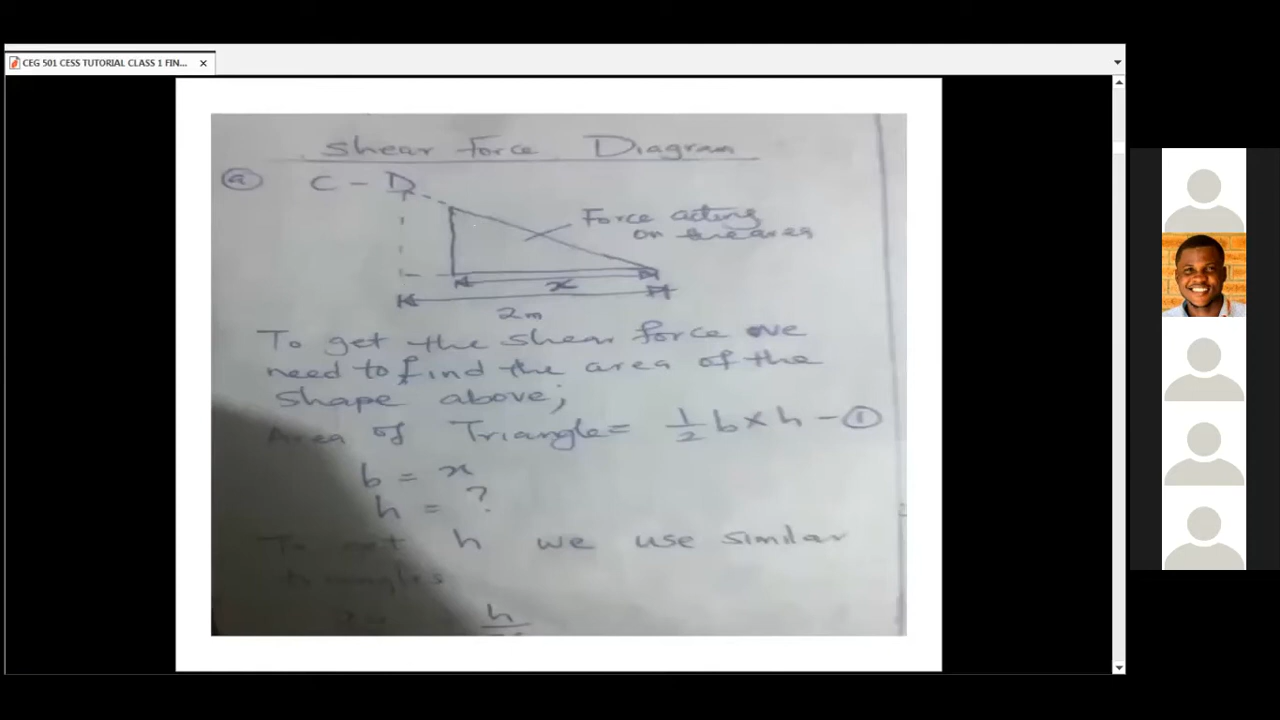 CEG 501 CESS TUTORIAL CLASS 1 FIN...
Shear Force Diagram
(a) C - D
Force acting
on the area
x
2m
To get the shear force we
need to find the area of the
shape above;
Area of Triangle = 1/2 b x h - (1)
b = x
h = ?
To get h we use similar
triangles
h